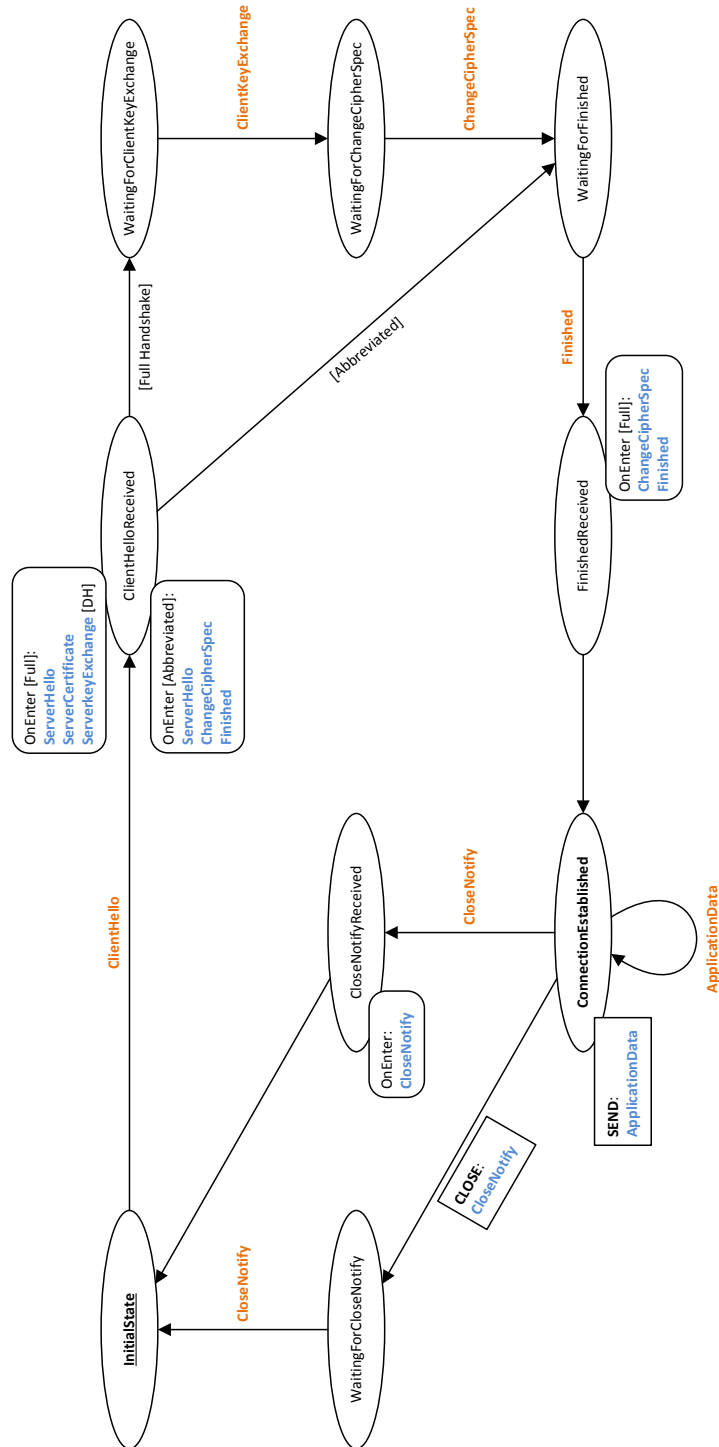 InitialState
ClientHello
OnEnter [Full]:
ServerHello
ServerCertificate
ServerkeyExchange [DH]
ClientHelloReceived
OnEnter [Abbreviated]:
ServerHello
ChangeCipherSpec
Finished
[Full Handshake]
WaitingForClientKeyExchange
ClientKeyExchange
[Abbreviated]
WaitingForChangeCipherSpec
ChangeCipherSpec
WaitingForFinished
Finished
OnEnter [Full]:
ChangeCipherSpec
Finished
FinishedReceived
CloseNotify
WaitingForCloseNotify
CloseNotifyReceived
OnEnter:
CloseNotify
CloseNotify
CLOSE:
CloseNotify
ConnectionEstablished
SEND:
ApplicationData
ApplicationData